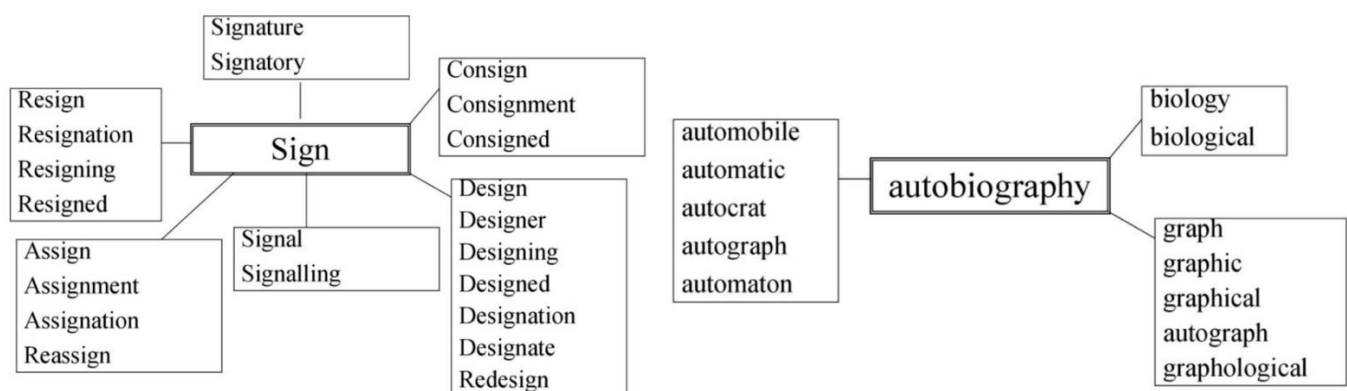 Signature
Signatory
Resign
Resignation
Resigning
Resigned
Sign
Consign
Consignment
Consigned
Assign
Assignment
Assignation
Reassign
Signal
Signalling
Design
Designer
Designing
Designed
Designation
Designate
Redesign
automobile
automatic
autocrat
autograph
automaton
autobiography
biology
biological
graph
graphic
graphical
autograph
graphological